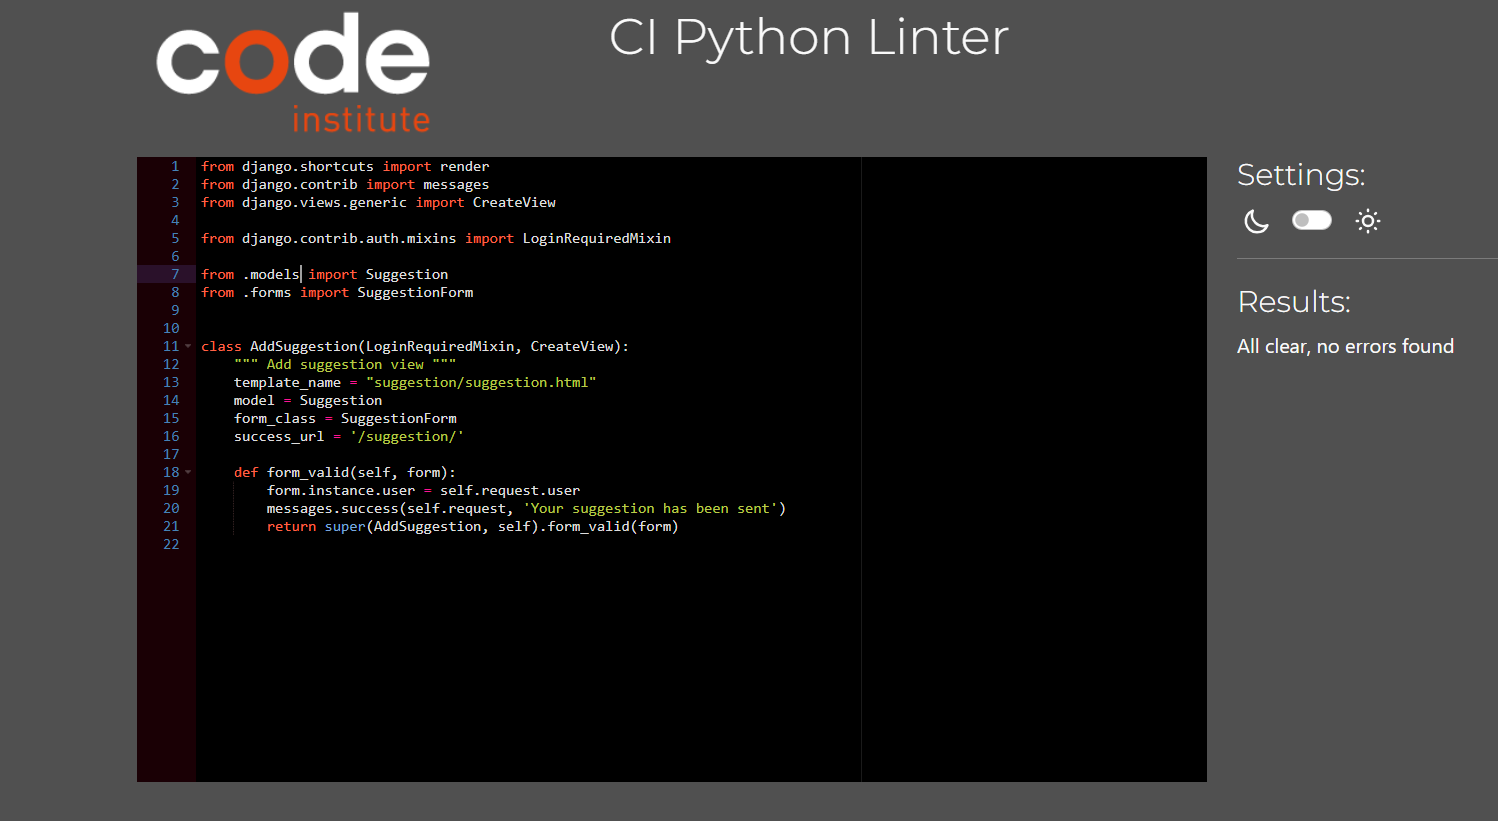 code
institute
CI Python Linter
1 from django.shortcuts import render
2 from django.contrib import messages
3 from django.views.generic import CreateView
4
5 from django.contrib.auth.mixins import LoginRequiredMixin
6
7 from .models import Suggestion
8 from .forms import SuggestionForm
9
10
11 class AddSuggestion(LoginRequiredMixin, CreateView):
12     """ Add suggestion view """
13     template_name = "suggestion/suggestion.html"
14     model = Suggestion
15     form_class = SuggestionForm
16     success_url = '/suggestion/'
17
18     def form_valid(self, form):
19         form.instance.user = self.request.user
20         messages.success(self.request, 'Your suggestion has been sent')
21         return super(AddSuggestion, self).form_valid(form)
22
Settings:
Results:
All clear, no errors found